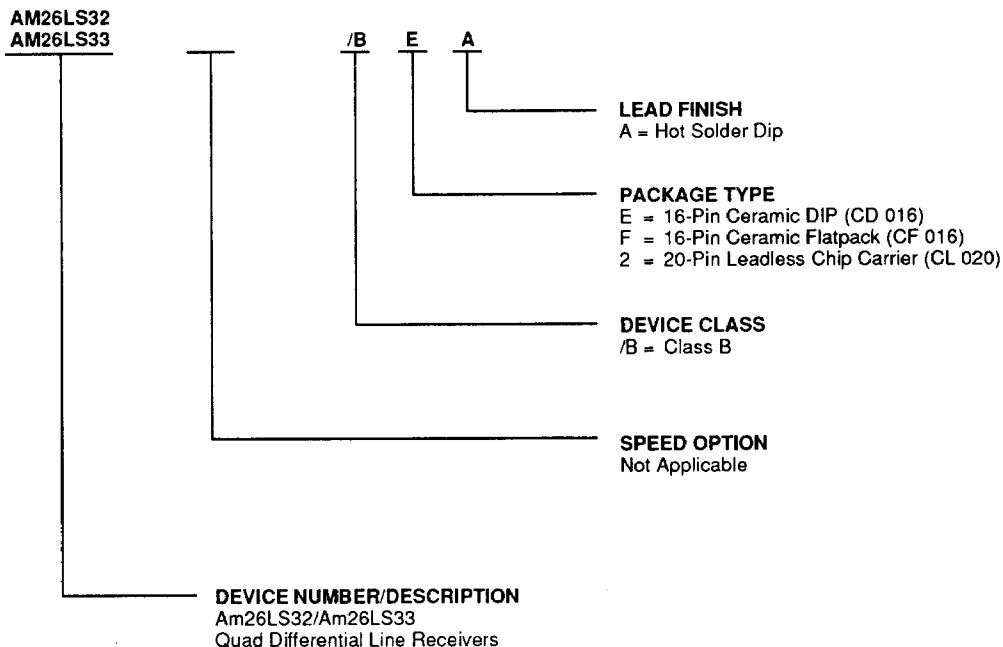 AM26LS32
AM26LS33
/B E A
LEAD FINISH
A = Hot Solder Dip
PACKAGE TYPE
E = 16-Pin Ceramic DIP (CD 016)
F = 16-Pin Ceramic Flatpack (CF 016)
2 = 20-Pin Leadless Chip Carrier (CL 020)
DEVICE CLASS
/B = Class B
SPEED OPTION
Not Applicable
DEVICE NUMBER/DESCRIPTION
Am26LS32/Am26LS33
Quad Differential Line Receivers